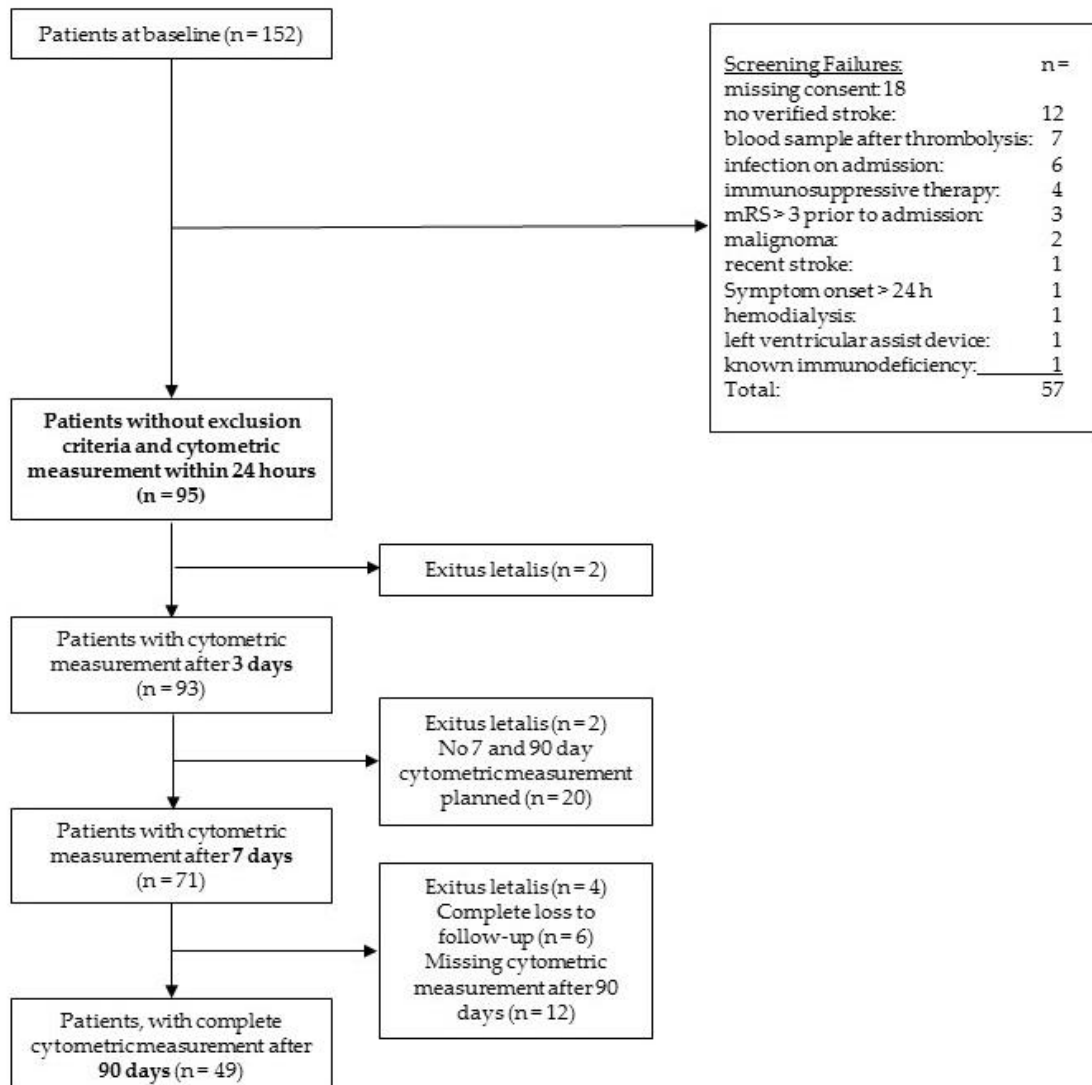 Patients at baseline (n = 152)
Screening Failures: n =
missing consent: 18
no verified stroke: 12
blood sample after thrombolysis: 7
infection on admission: 6
immunosuppressive therapy: 4
mRS > 3 prior to admission: 3
malignoma: 2
recent stroke: 1
Symptom onset > 24 h 1
hemodialysis: 1
left ventricular assist device: 1
known immunodeficiency: 1
Total: 57
Patients without exclusion
criteria and cytometric
measurement within 24 hours
(n = 95)
Exitus letalis (n = 2)
Patients with cytometric
measurement after 3 days
(n = 93)
Exitus letalis (n = 2)
No 7 and 90 day
cytometric measurement
planned (n = 20)
Patients with cytometric
measurement after 7 days
(n = 71)
Exitus letalis (n = 4)
Complete loss to
follow-up (n = 6)
Missing cytometric
measurement after 90
days (n = 12)
Patients, with complete
cytometric measurement after
90 days (n = 49)